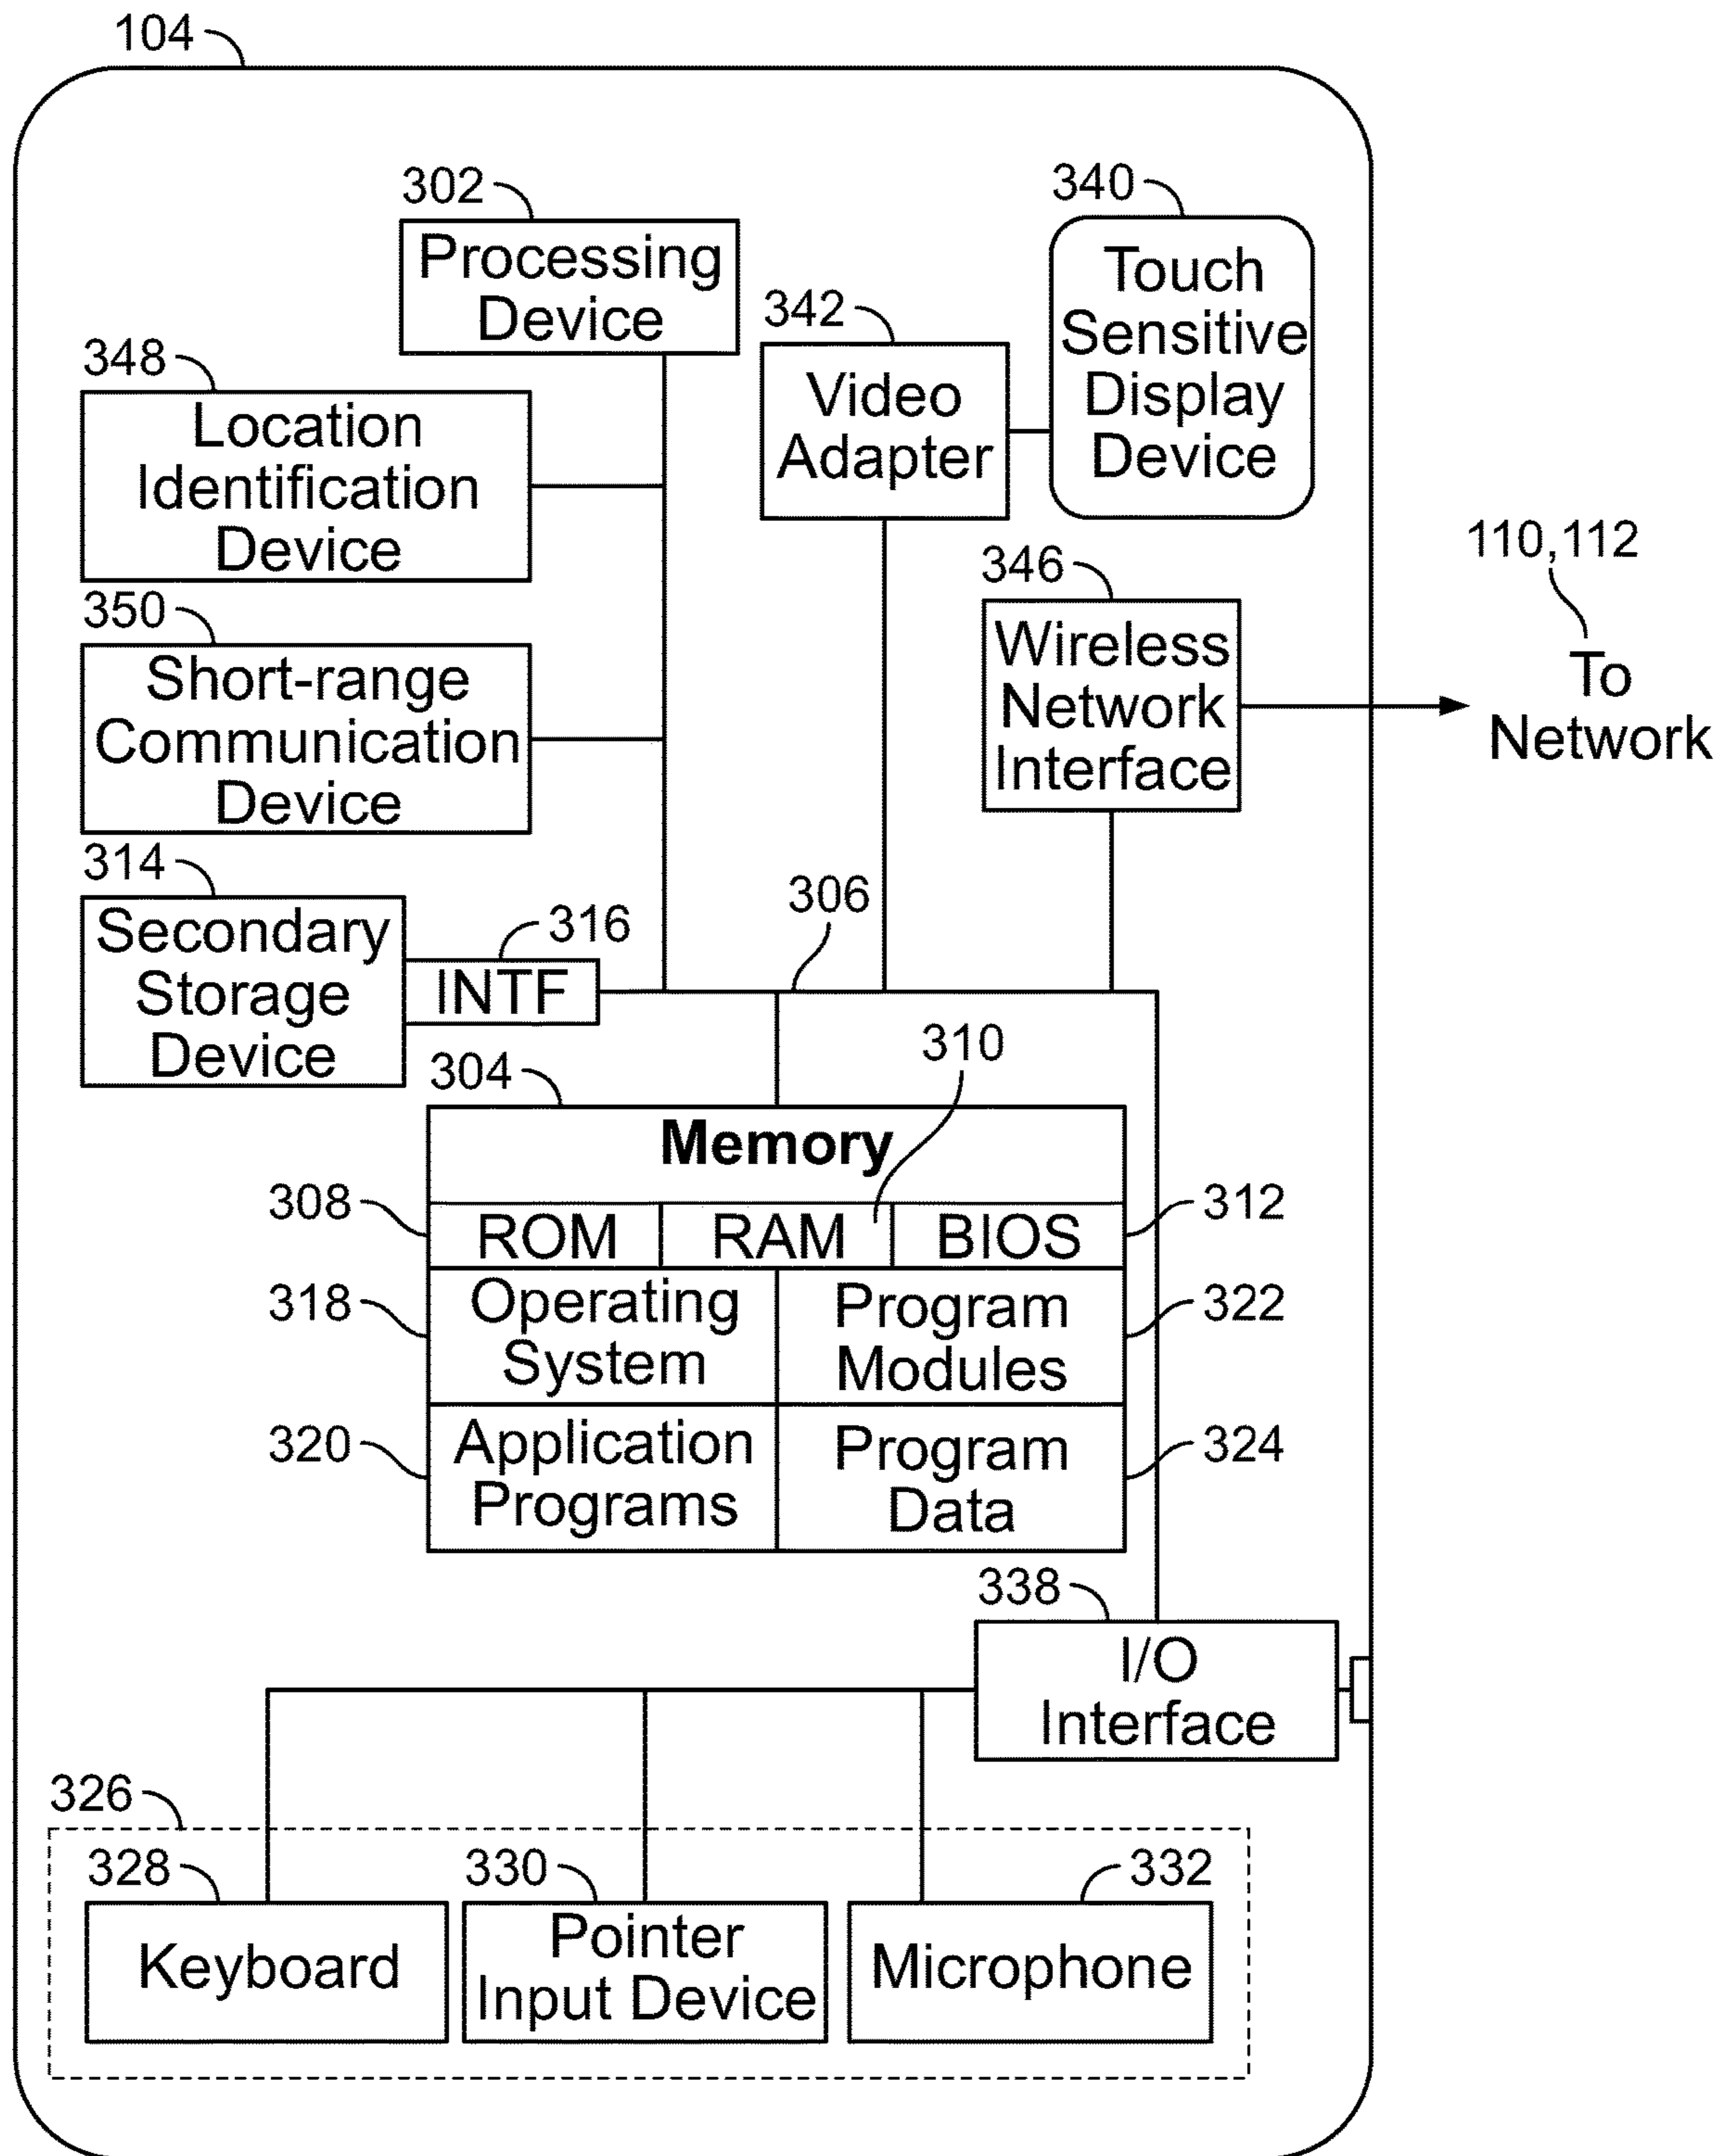 104
302
Processing
Device
340
Touch
Sensitive
Display
Device
342
Video
Adapter
348
Location
Identification
Device
110,112
To
Network
346
Wireless
Network
Interface
350
Short-range
Communication
Device
314
Secondary
Storage
Device
316
INTF
306
310
304
Memory
308
ROM
RAM
BIOS
312
318
Operating
System
Program
Modules
322
320
Application
Programs
Program
Data
324
338
I/O
Interface
326
328
Keyboard
330
Pointer
Input Device
332
Microphone